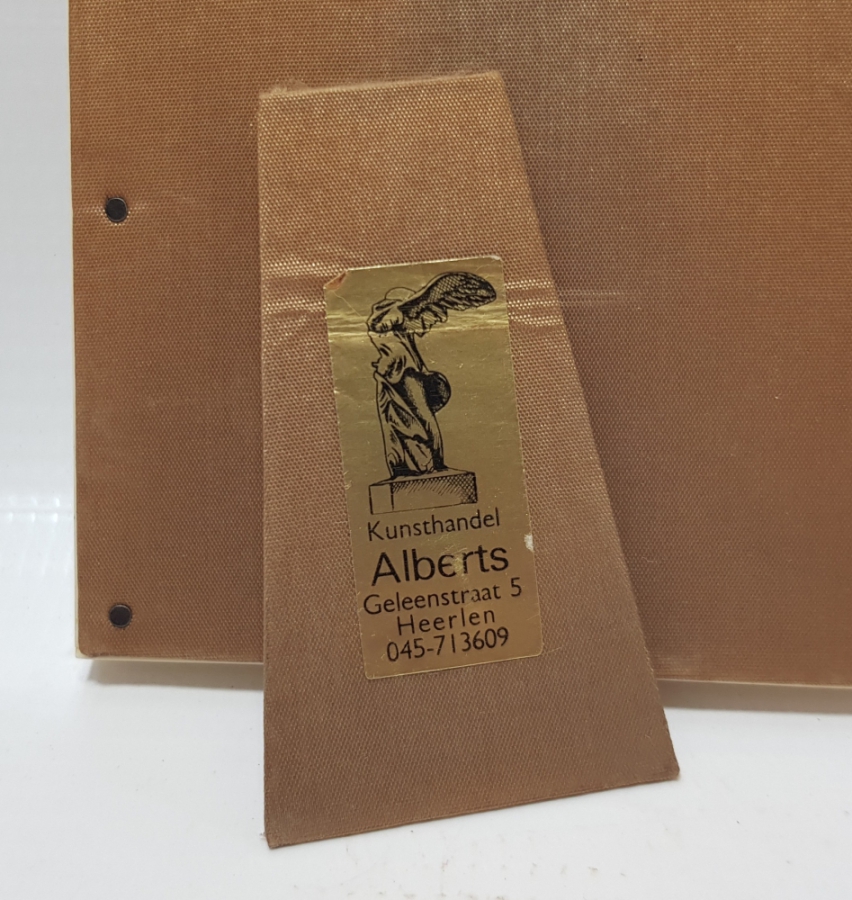 Kunsthandel
Alberts
Geleenstraat 5
Heerlen
045-713609